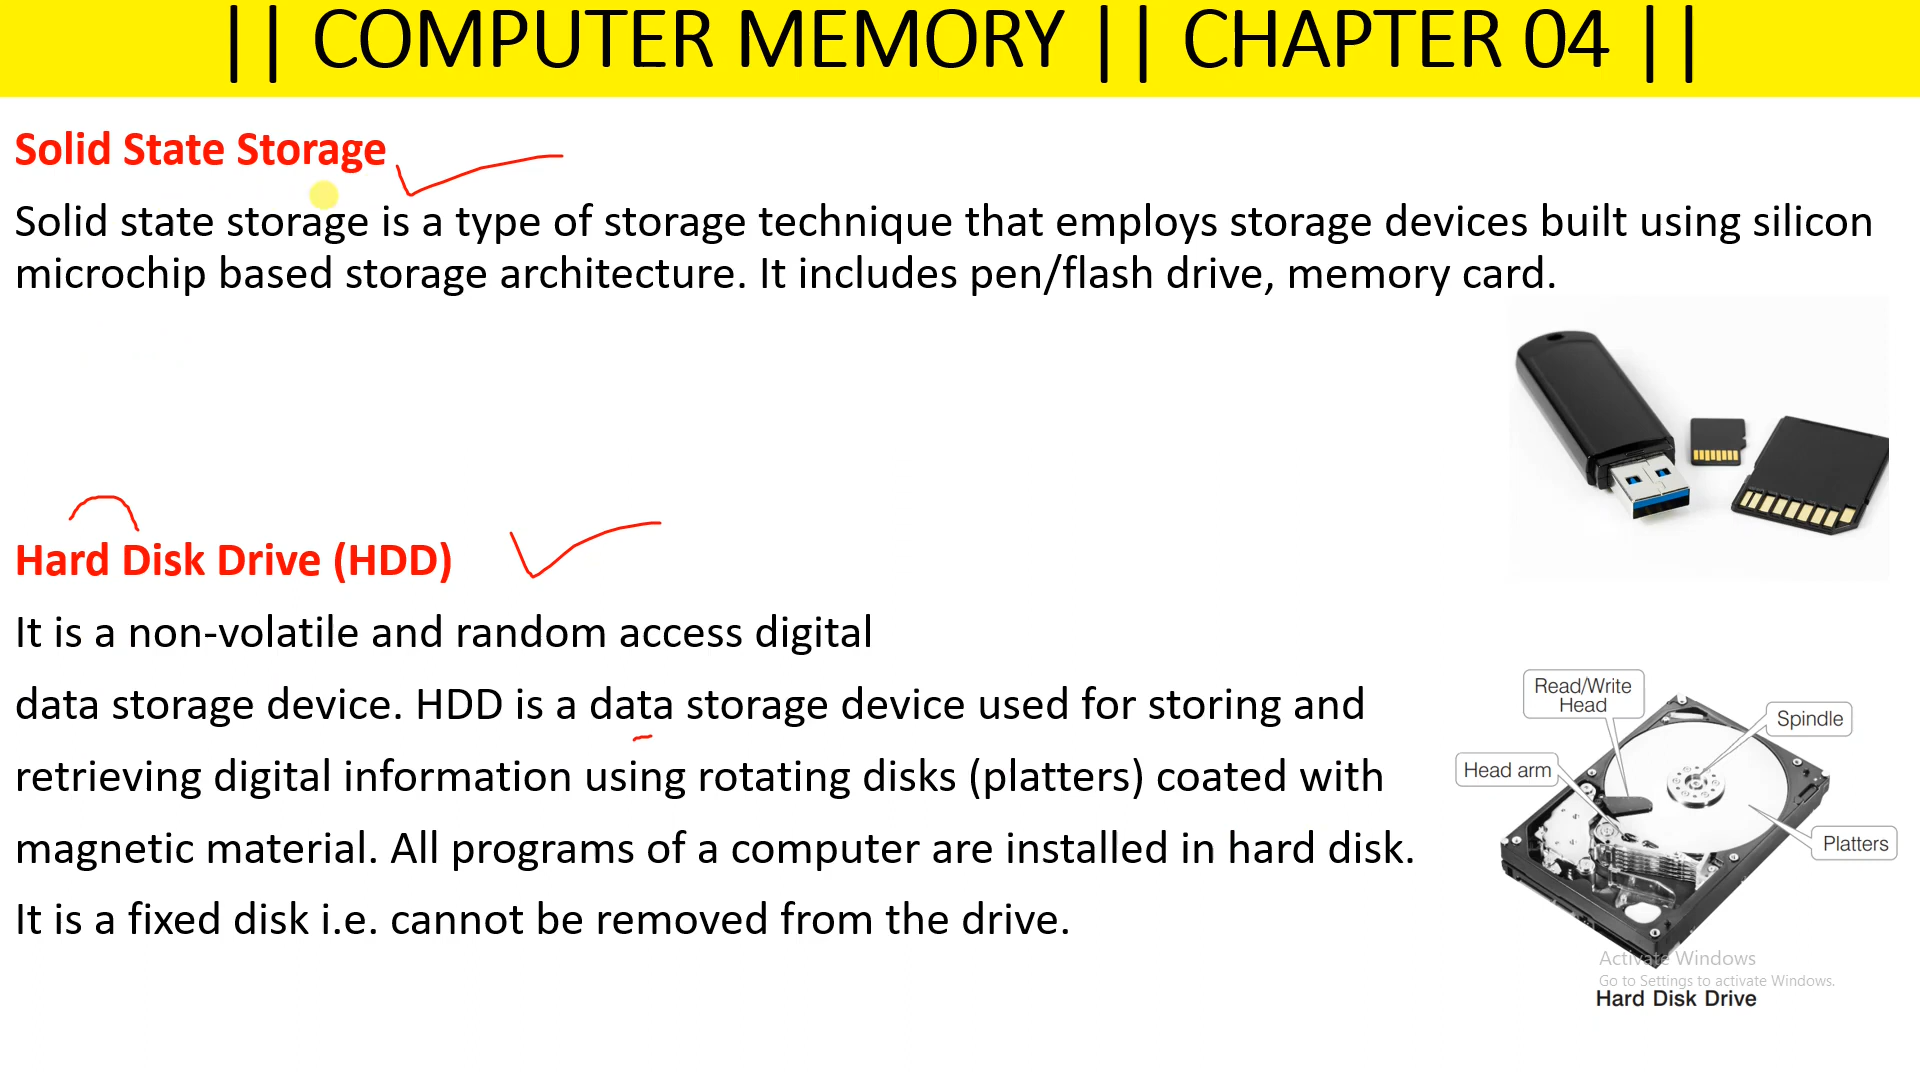 || COMPUTER MEMORY || CHAPTER 04 ||
Solid State Storage
Solid state storage is a type of storage technique that employs storage devices built using silicon
microchip based storage architecture. It includes pen/flash drive, memory card.
Hard Disk Drive (HDD)
It is a non-volatile and random access digital
data storage device. HDD is a data storage device used for storing and
retrieving digital information using rotating disks (platters) coated with
magnetic material. All programs of a computer are installed in hard disk.
It is a fixed disk i.e. cannot be removed from the drive.
Read/Write
Head
Spindle
Head arm
Platters
Activate Windows
Go to Settings to activate Windows.
Hard Disk Drive